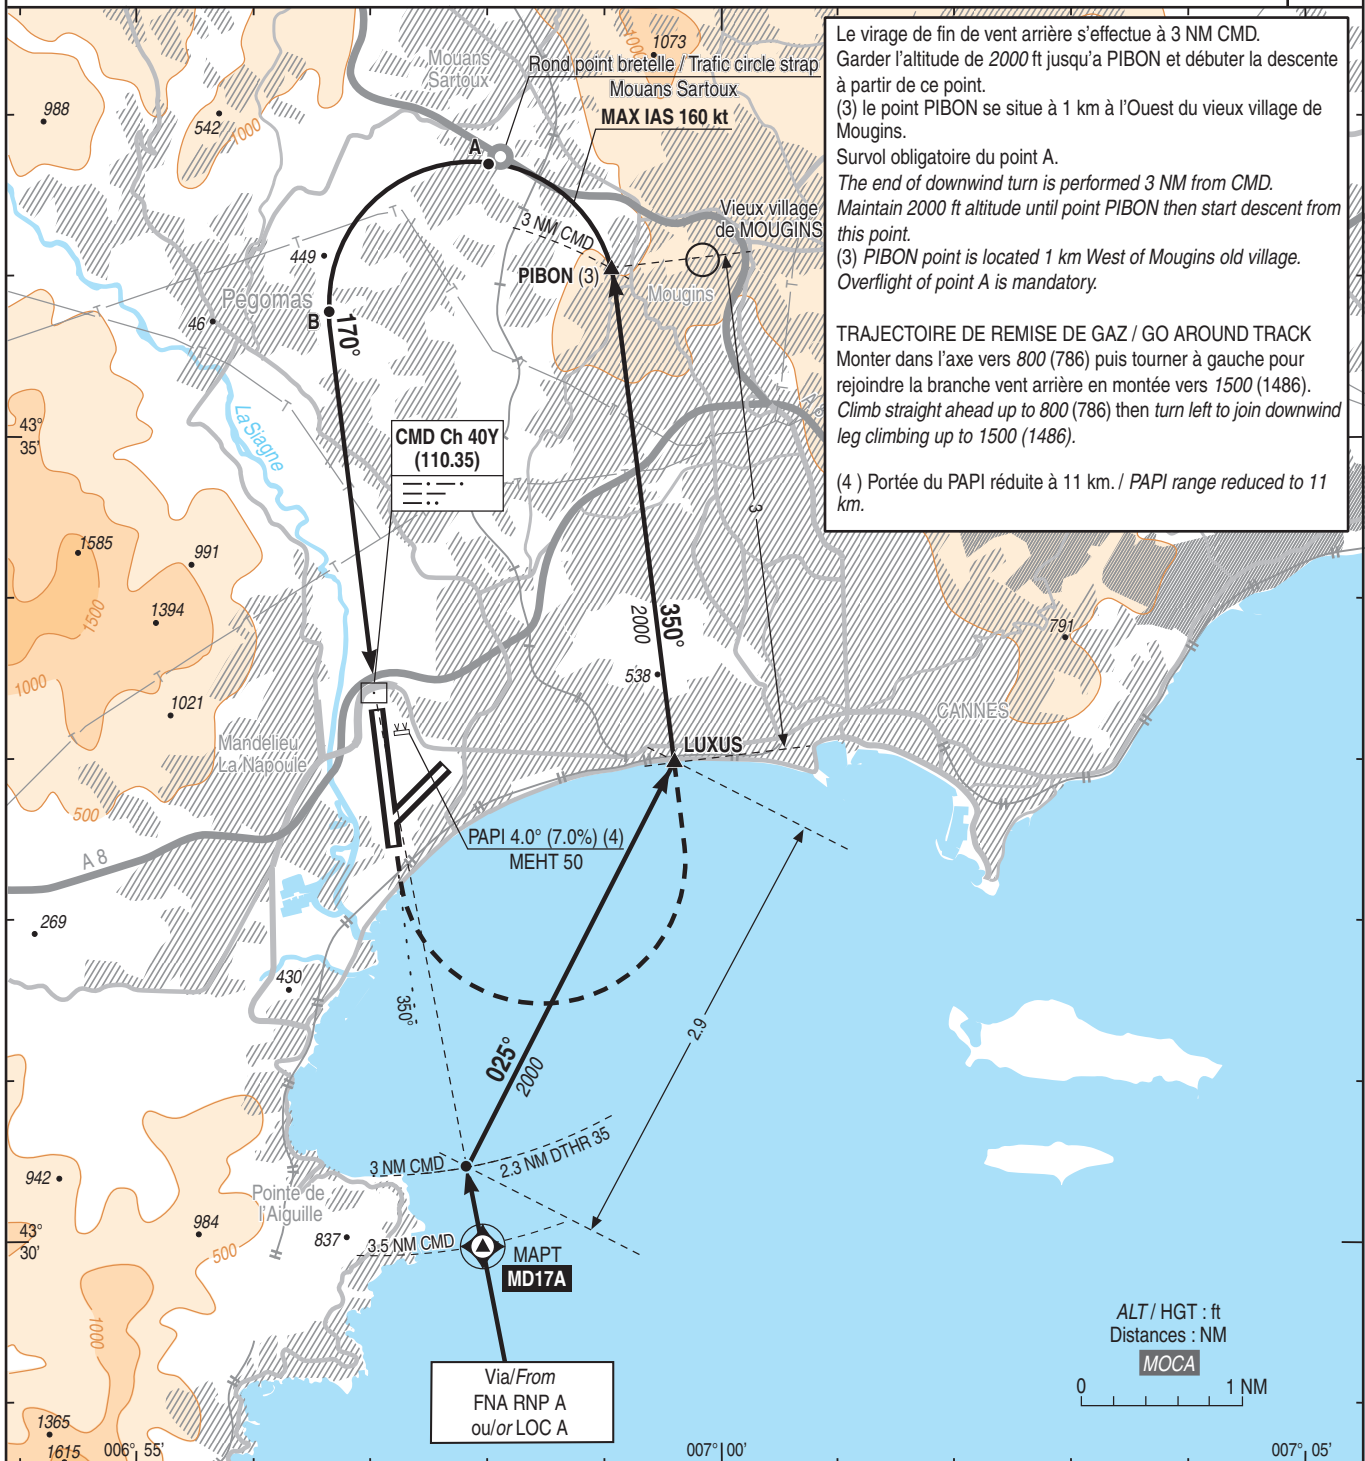 Le virage de fin de vent arrière s'effectue à 3 NM CMD.
Garder l'altitude de 2000 ft jusqu'a PIBON et débuter la descente
à partir de ce point.
(3) le point PIBON se situe à 1 km à l'Ouest du vieux village de
Mougins.
Survol obligatoire du point A.
The end of downwind turn is performed 3 NM from CMD.
Maintain 2000 ft altitude until point PIBON then start descent from
this point.
(3) PIBON point is located 1 km West of Mougins old village.
Overflight of point A is mandatory.
TRAJECTOIRE DE REMISE DE GAZ / GO AROUND TRACK
Monter dans l'axe vers 800 (786) puis tourner à gauche pour
rejoindre la branche vent arrière en montée vers 1500 (1486).
Climb straight ahead up to 800 (786) then turn left to join downwind
leg climbing up to 1500 (1486).
(4 ) Portée du PAPI réduite à 11 km. / PAPI range reduced to 11
km.
1000
1073
Mouans
Sartoux
Rond point bretelle / Trafic circle strap
Mouans Sartoux
MAX IAS 160 kt
988
542
1000
A
3 NM CMD
Vieux village
de MOUGINS
449
PIBON (3)
Mougins
Pegomas
46
B
170°
La Siagne
43°
35'
CMD Ch 40Y
(110.35)
3
1585
991
1500
1394
350°
2000
791
538
1000
1021
CANNES
Mandelieu
La Napoule
LUXUS
500
PAPI 4.0° (7.0%) (4)
MEHT 50
A 8
269
430
350°
2.9
025°
2000
3 NM CMD
2.3 NM DTHR 35
942
Pointe de
l'Aiguille
984
837
43°
30'
500
3.5 NM CMD
MAPT
MD17A
1000
ALT / HGT : ft
Distances : NM
MOCA
0
1 NM
Via/From
FNA RNP A
ou/or LOC A
1365
1615
006° 55'
007° 00'
007° 05'